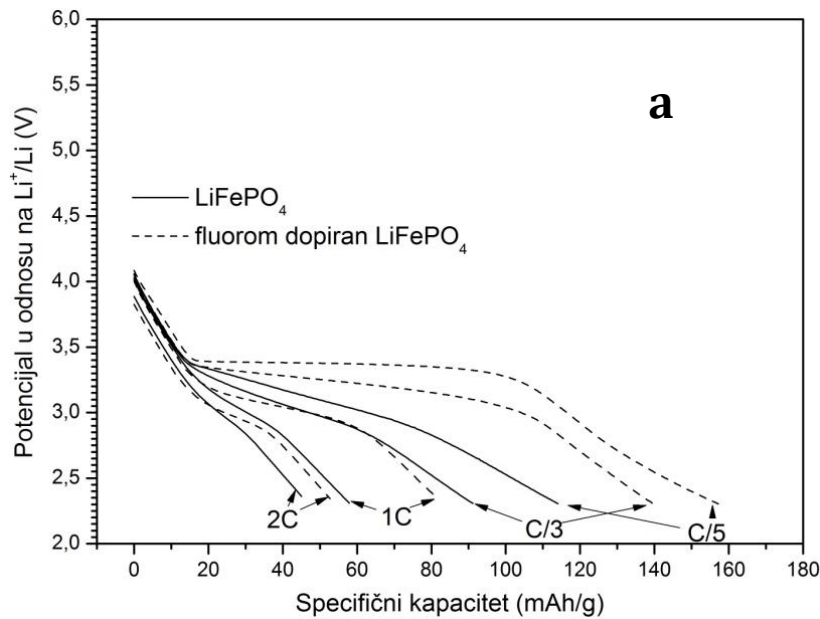 a
6,0
5,5
5,0
4,5
4,0
3,5
3,0
2,5
2,0
Potencijal u odnosu na Li⁺/Li (V)
LiFePO₄
fluorom dopiran LiFePO₄
2C
1C
C/3
C/5
0 20 40 60 80 100 120 140 160 180
Specifični kapacitet (mAh/g)